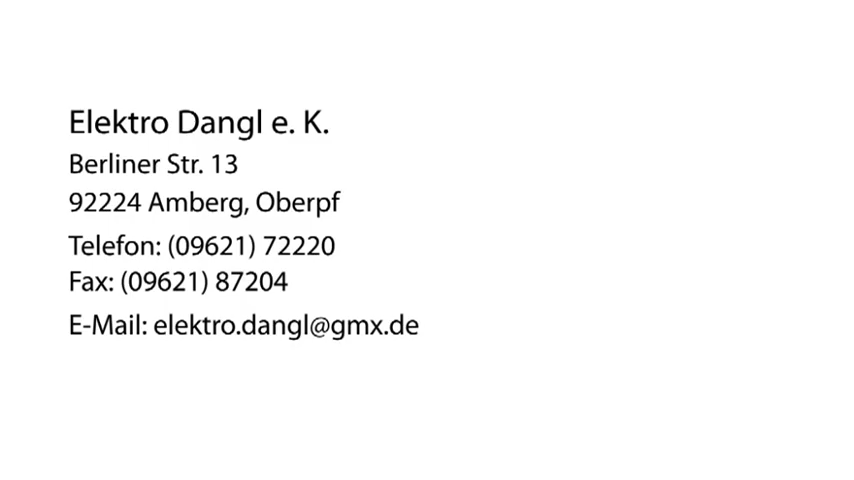 Elektro Dangl e. K.
Berliner Str. 13
92224 Amberg, Oberpf
Telefon: (09621) 72220
Fax: (09621) 87204
E-Mail: elektro.dangl@gmx.de